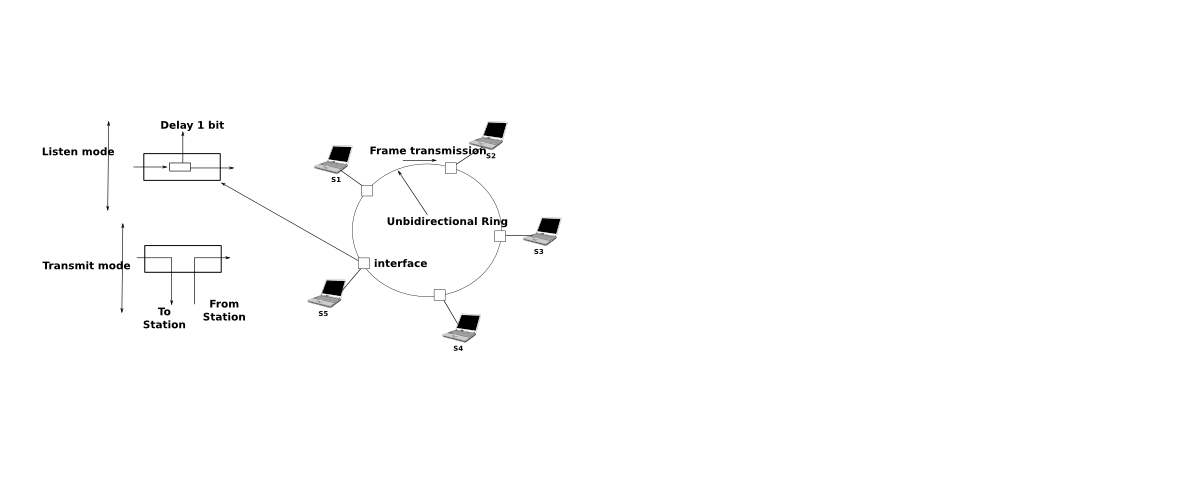 Delay 1 bit
Listen mode
Frame transmission
S2
S1
Unbidirectional Ring
S3
Transmit mode
interface
To
Station
From
Station
S5
S4